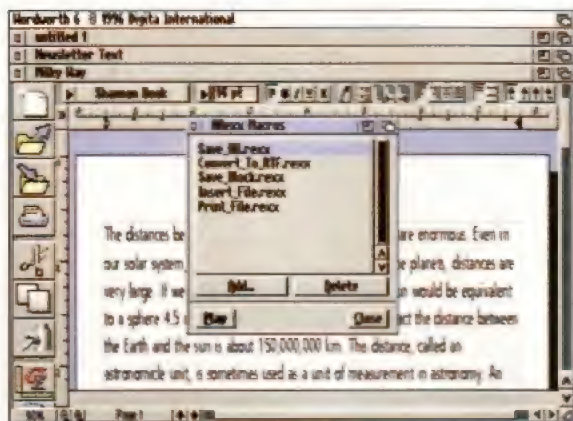 Wordworth 6 © 1996 Digita International
untitled 1
Newsletter Text
Milky Way
Shannon Book
ARexx Macros
Save_All.rexx
Convert_To_RTF.rexx
Save_Block.rexx
Insert_File.rexx
Print_File.rexx
Add...
Delete
Play
Close
The distances be are enormous. Even in
our solar system, e planets, distances are
very large. If we un would be equivalent
to a sphere 4.5 act the distance between
the Earth and the sun is about 150,000,000 km. The distance, called an
astronomicle unit, is sometimes used as a unit of measurement in astronomy. An
Page 1